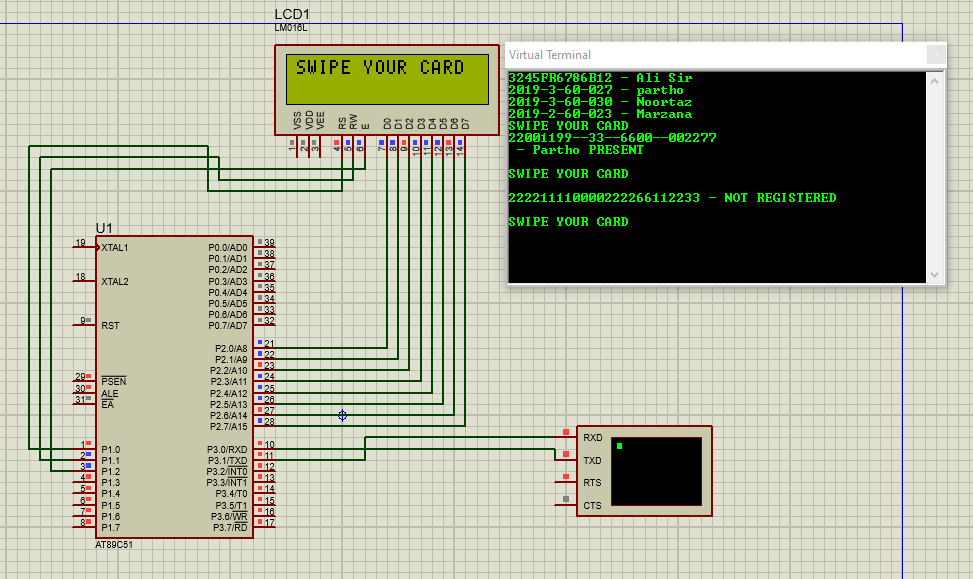 LCD1
LM016L
SWIPE YOUR CARD
VSS
VDD
VEE
RS
RW
E
D0
D1
D2
D3
D4
D5
D6
D7
1
2
3
4
5
6
7
8
9
10
11
12
13
14
Virtual Terminal
3245FR6786B12 - Ali Sir
2019-3-60-027 - partho
2019-3-60-030 - Noortaz
2019-2-60-023 - Marzana
SWIPE YOUR CARD
22001199--33--6600--002277
- Partho PRESENT
SWIPE YOUR CARD
222211110000222266112233 - NOT REGISTERED
SWIPE YOUR CARD
U1
19 XTAL1
18 XTAL2
9 RST
29 PSEN
30 ALE
31 EA
1 P1.0
2 P1.1
3 P1.2
4 P1.3
5 P1.4
6 P1.5
7 P1.6
8 P1.7
P0.0/AD0 39
P0.1/AD1 38
P0.2/AD2 37
P0.3/AD3 36
P0.4/AD4 35
P0.5/AD5 34
P0.6/AD6 33
P0.7/AD7 32
P2.0/A8 21
P2.1/A9 22
P2.2/A10 23
P2.3/A11 24
P2.4/A12 25
P2.5/A13 26
P2.6/A14 27
P2.7/A15 28
P3.0/RXD 10
P3.1/TXD 11
P3.2/INT0 12
P3.3/INT1 13
P3.4/T0 14
P3.5/T1 15
P3.6/WR 16
P3.7/RD 17
AT89C51
RXD
TXD
RTS
CTS